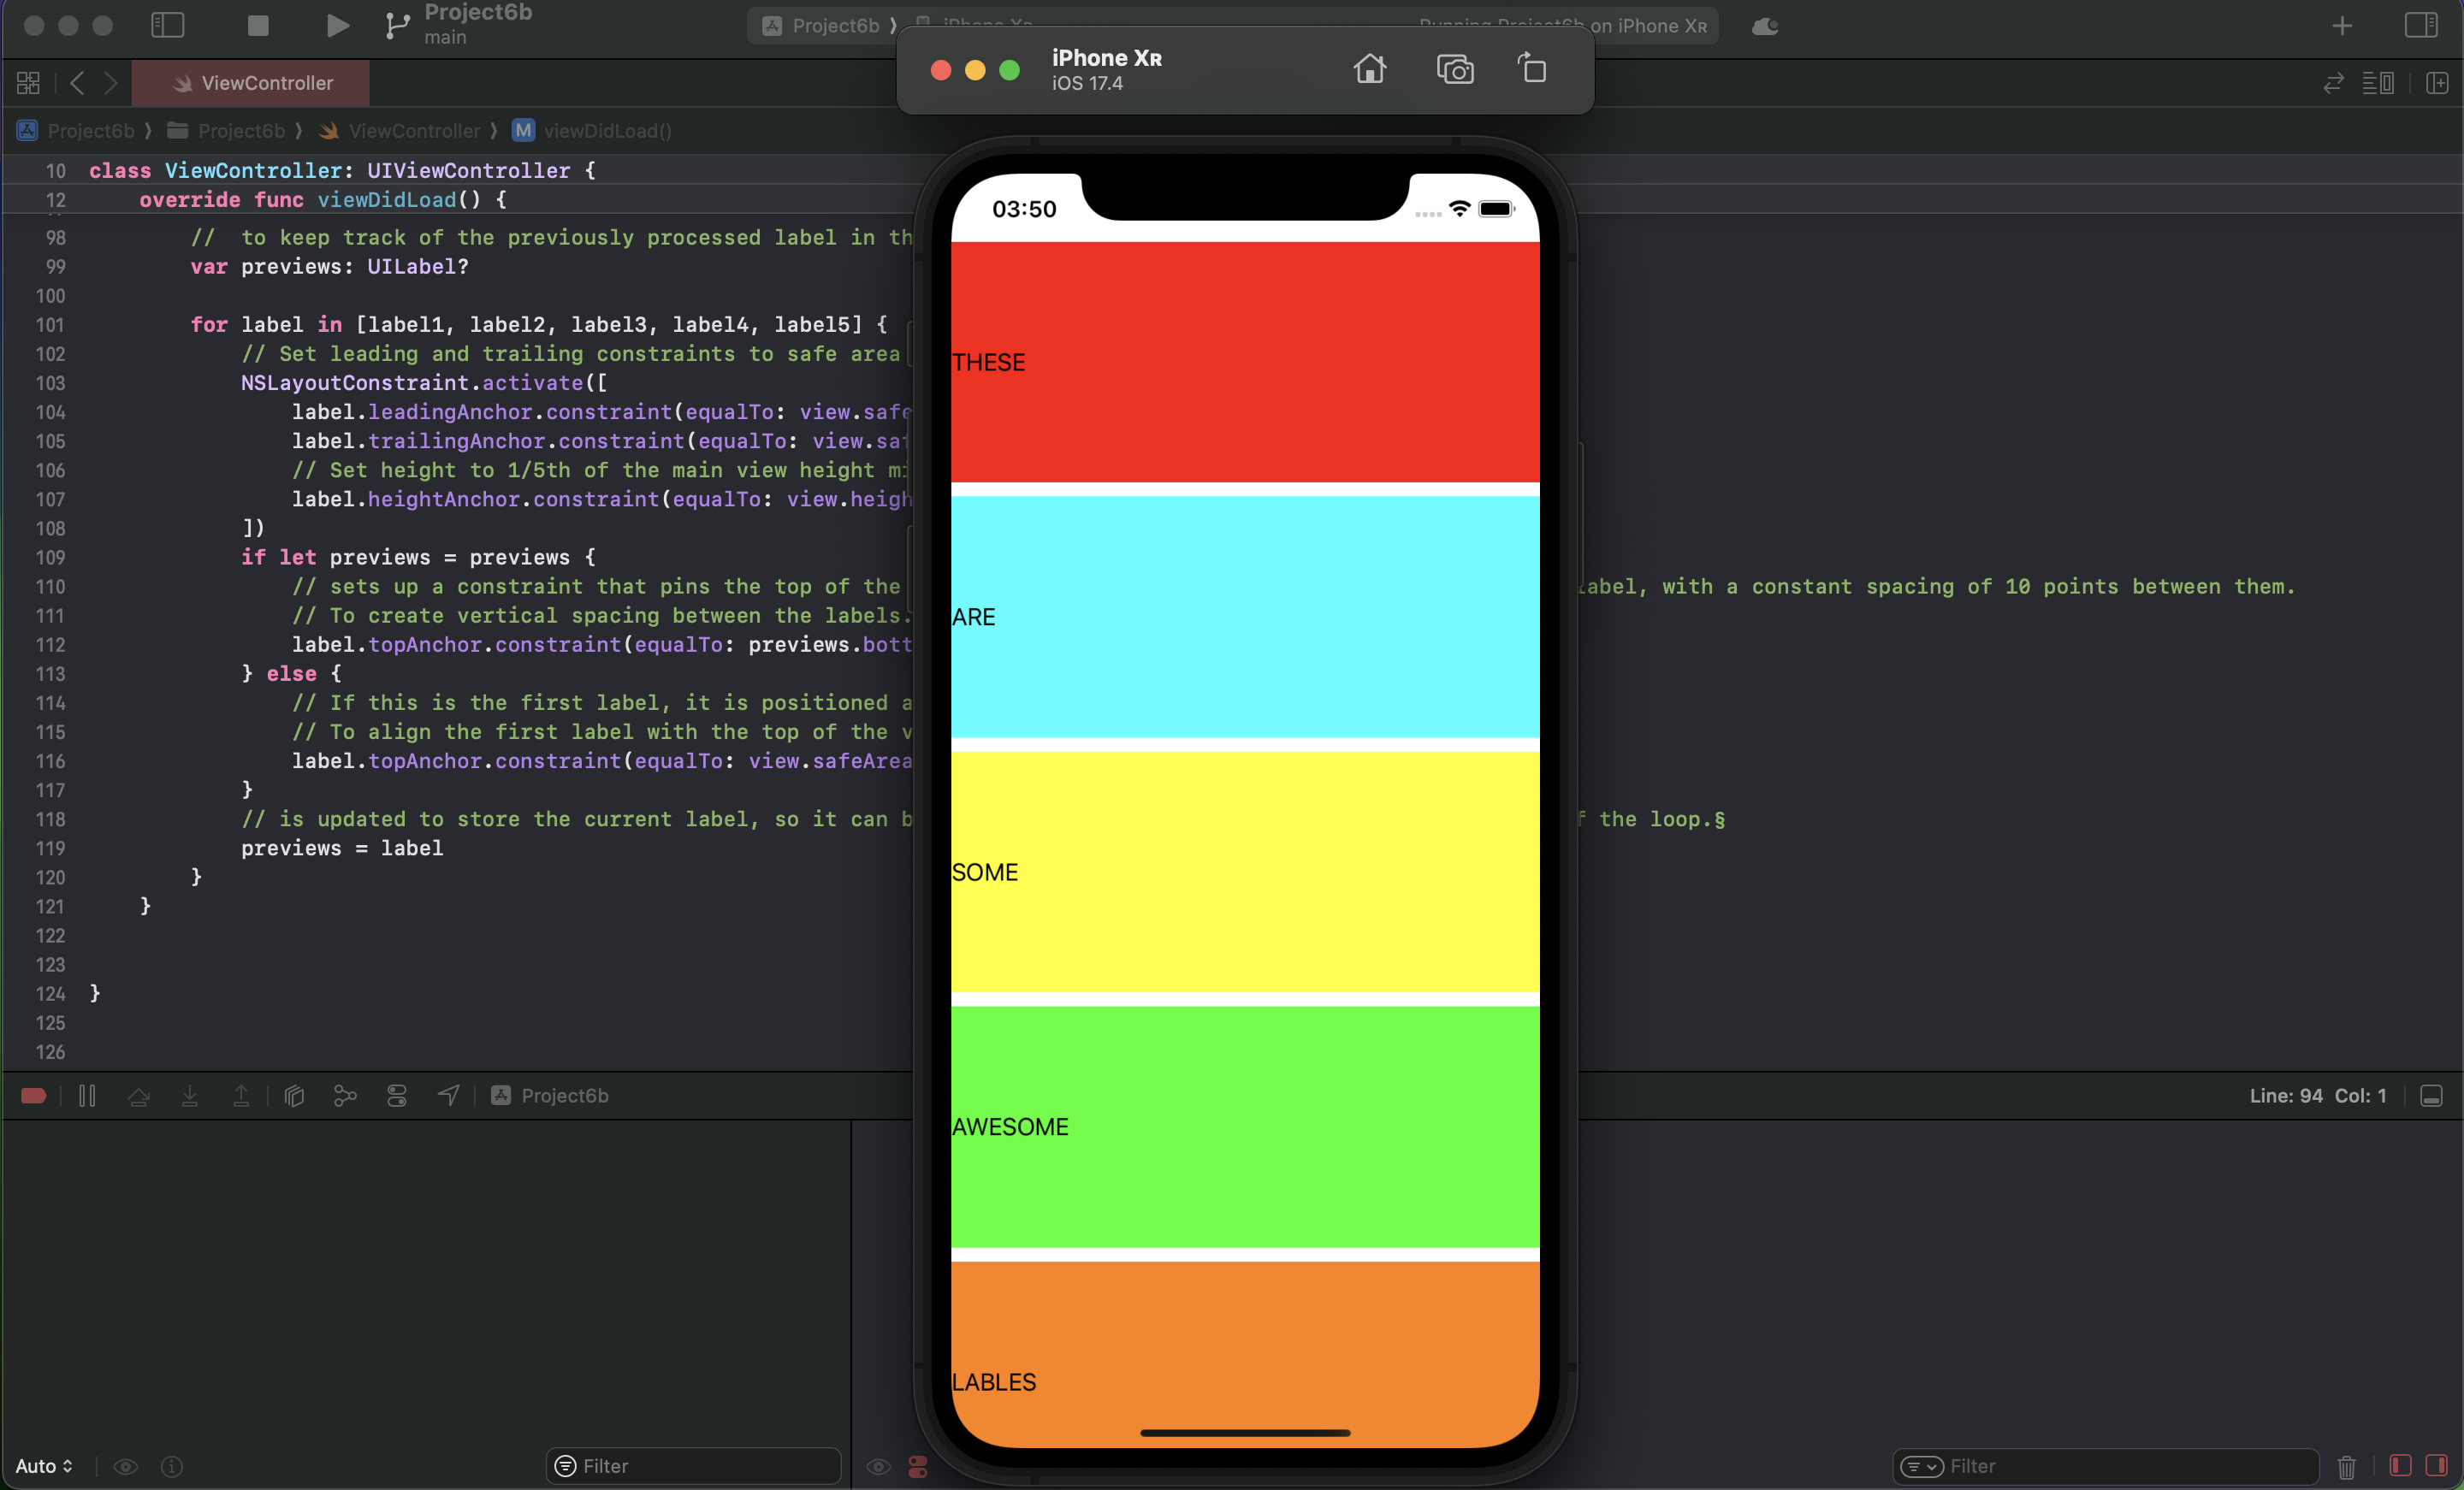 Project6b
main
Project6b ❯ iPhone XR
Running Project6b on iPhone XR
iPhone XR
iOS 17.4
ViewController
Project6b ❯ Project6b ❯ ViewController ❯ M viewDidLoad()
10 class ViewController: UIViewController {
12 override func viewDidLoad() {
98 // to keep track of the previously processed label in th
99 var previews: UILabel?
100
101 for label in [label1, label2, label3, label4, label5] {
102 // Set leading and trailing constraints to safe area
103 NSLayoutConstraint.activate([
104 label.leadingAnchor.constraint(equalTo: view.safe
105 label.trailingAnchor.constraint(equalTo: view.saf
106 // Set height to 1/5th of the main view height mi
107 label.heightAnchor.constraint(equalTo: view.heigh
108 ])
109 if let previews = previews {
110 // sets up a constraint that pins the top of the label, with a constant spacing of 10 points between them.
111 // To create vertical spacing between the labels.
112 label.topAnchor.constraint(equalTo: previews.bott
113 } else {
114 // If this is the first label, it is positioned a
115 // To align the first label with the top of the v
116 label.topAnchor.constraint(equalTo: view.safeArea
117 }
118 // is updated to store the current label, so it can b f the loop.§
119 previews = label
120 }
121 }
122
123
124 }
125
126
03:50
THESE
ARE
SOME
AWESOME
LABLES
Project6b
Line: 94 Col: 1
Auto
Filter
Filter